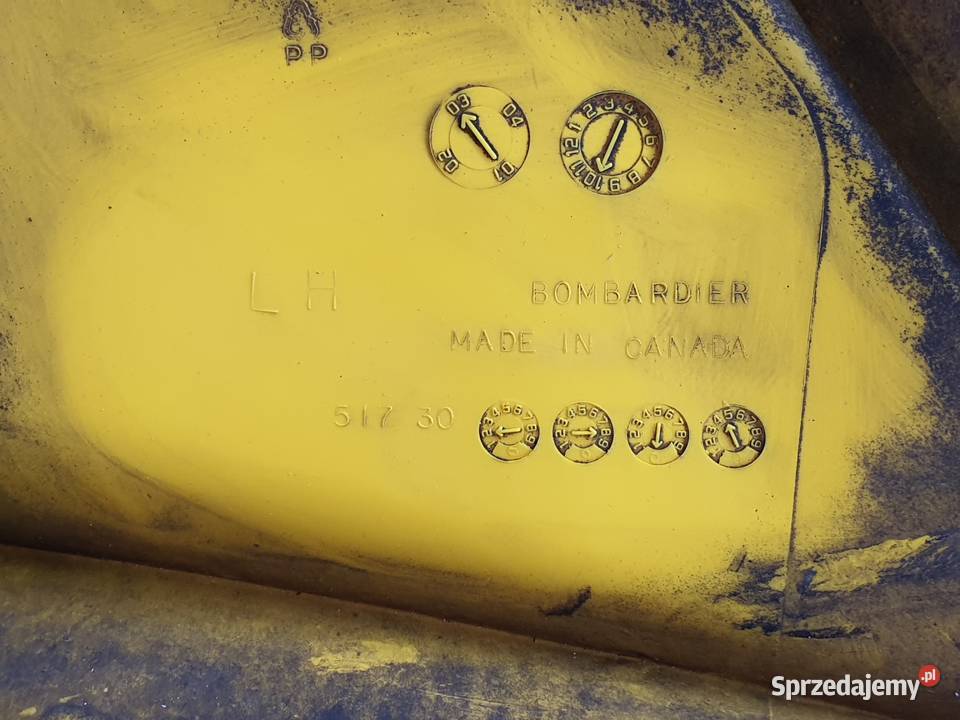 PP
03 04 02 01
1 2 3 4 5 6 7 8 9 10 11 12
LH BOMBARDIER
MADE IN CANADA
517 30
Sprzedajemy.pl